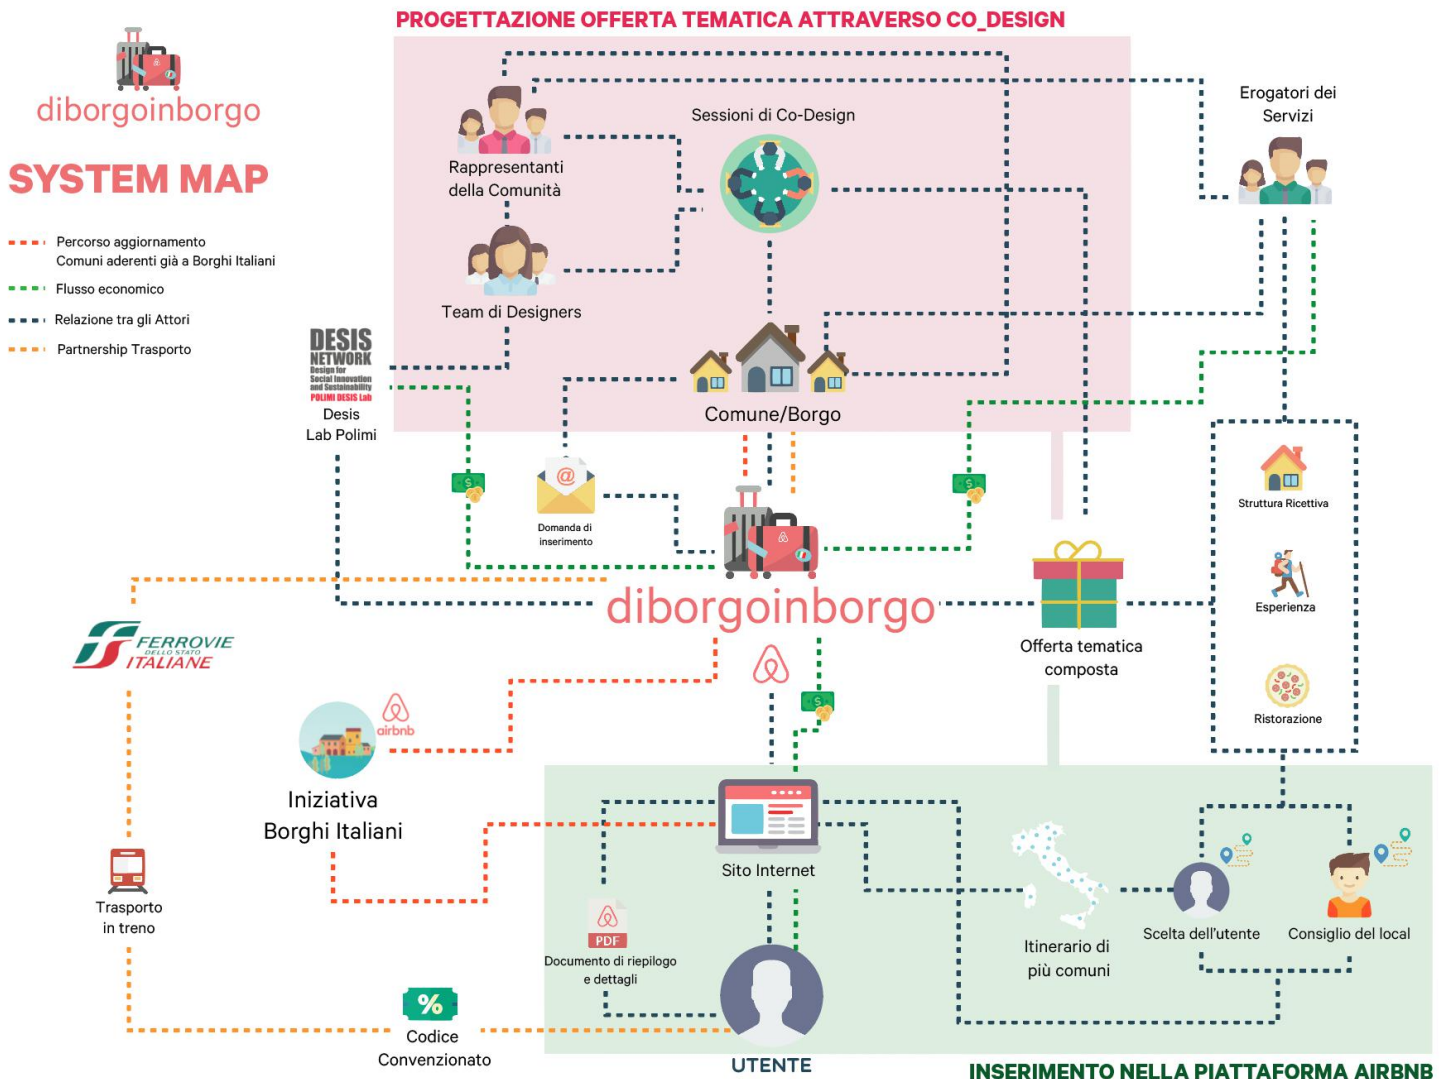 PROGETTAZIONE OFFERTA TEMATICA ATTRAVERSO CO_DESIGN
diborgoinborgo
SYSTEM MAP
Percorso aggiornamento
Comuni aderenti già a Borghi Italiani
Flusso economico
Relazione tra gli Attori
Partnership Trasporto
Rappresentanti
della Comunità
Sessioni di Co-Design
Erogatori dei
Servizi
Team di Designers
DESIS
NETWORK
Design for
Social Innovation
and Sustainability
POLIMI DESIS Lab
Desis
Lab Polimi
Comune/Borgo
@
Domanda di
inserimento
$
$
Struttura Ricettiva
Esperienza
Ristorazione
diborgoinborgo
Offerta tematica
composta
FERROVIE
DELLO STATO
ITALIANE
airbnb
$
Iniziativa
Borghi Italiani
Sito Internet
Trasporto
in treno
PDF
Documento di riepilogo
e dettagli
Itinerario di
più comuni
Scelta dell'utente
Consiglio del local
%
Codice
Convenzionato
UTENTE
INSERIMENTO NELLA PIATTAFORMA AIRBNB